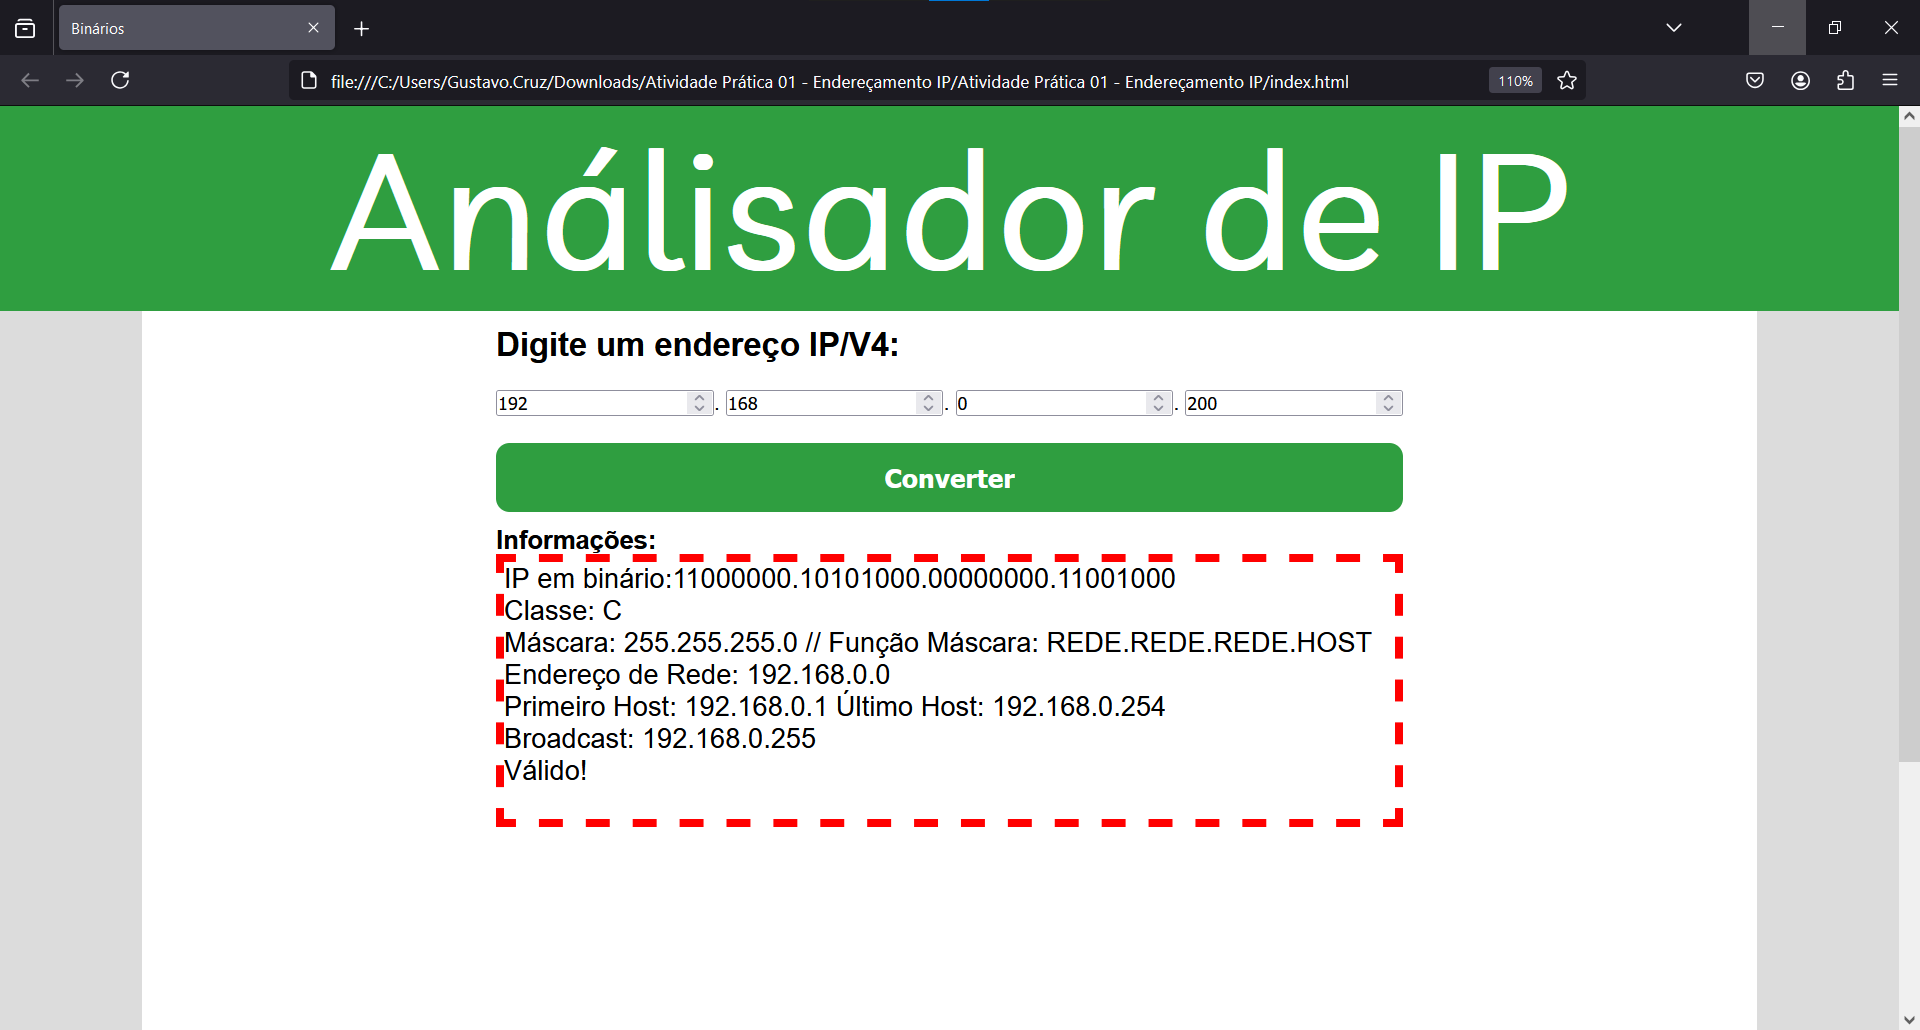 Binários
file:///C:/Users/Gustavo.Cruz/Downloads/Atividade Prática 01 - Endereçamento IP/Atividade Prática 01 - Endereçamento IP/index.html
110%
Análisador de IP
Digite um endereço IP/V4:
192 . 168 . 0 . 200
Converter
Informações:
IP em binário:11000000.10101000.00000000.11001000
Classe: C
Máscara: 255.255.255.0 // Função Máscara: REDE.REDE.REDE.HOST
Endereço de Rede: 192.168.0.0
Primeiro Host: 192.168.0.1 Último Host: 192.168.0.254
Broadcast: 192.168.0.255
Válido!